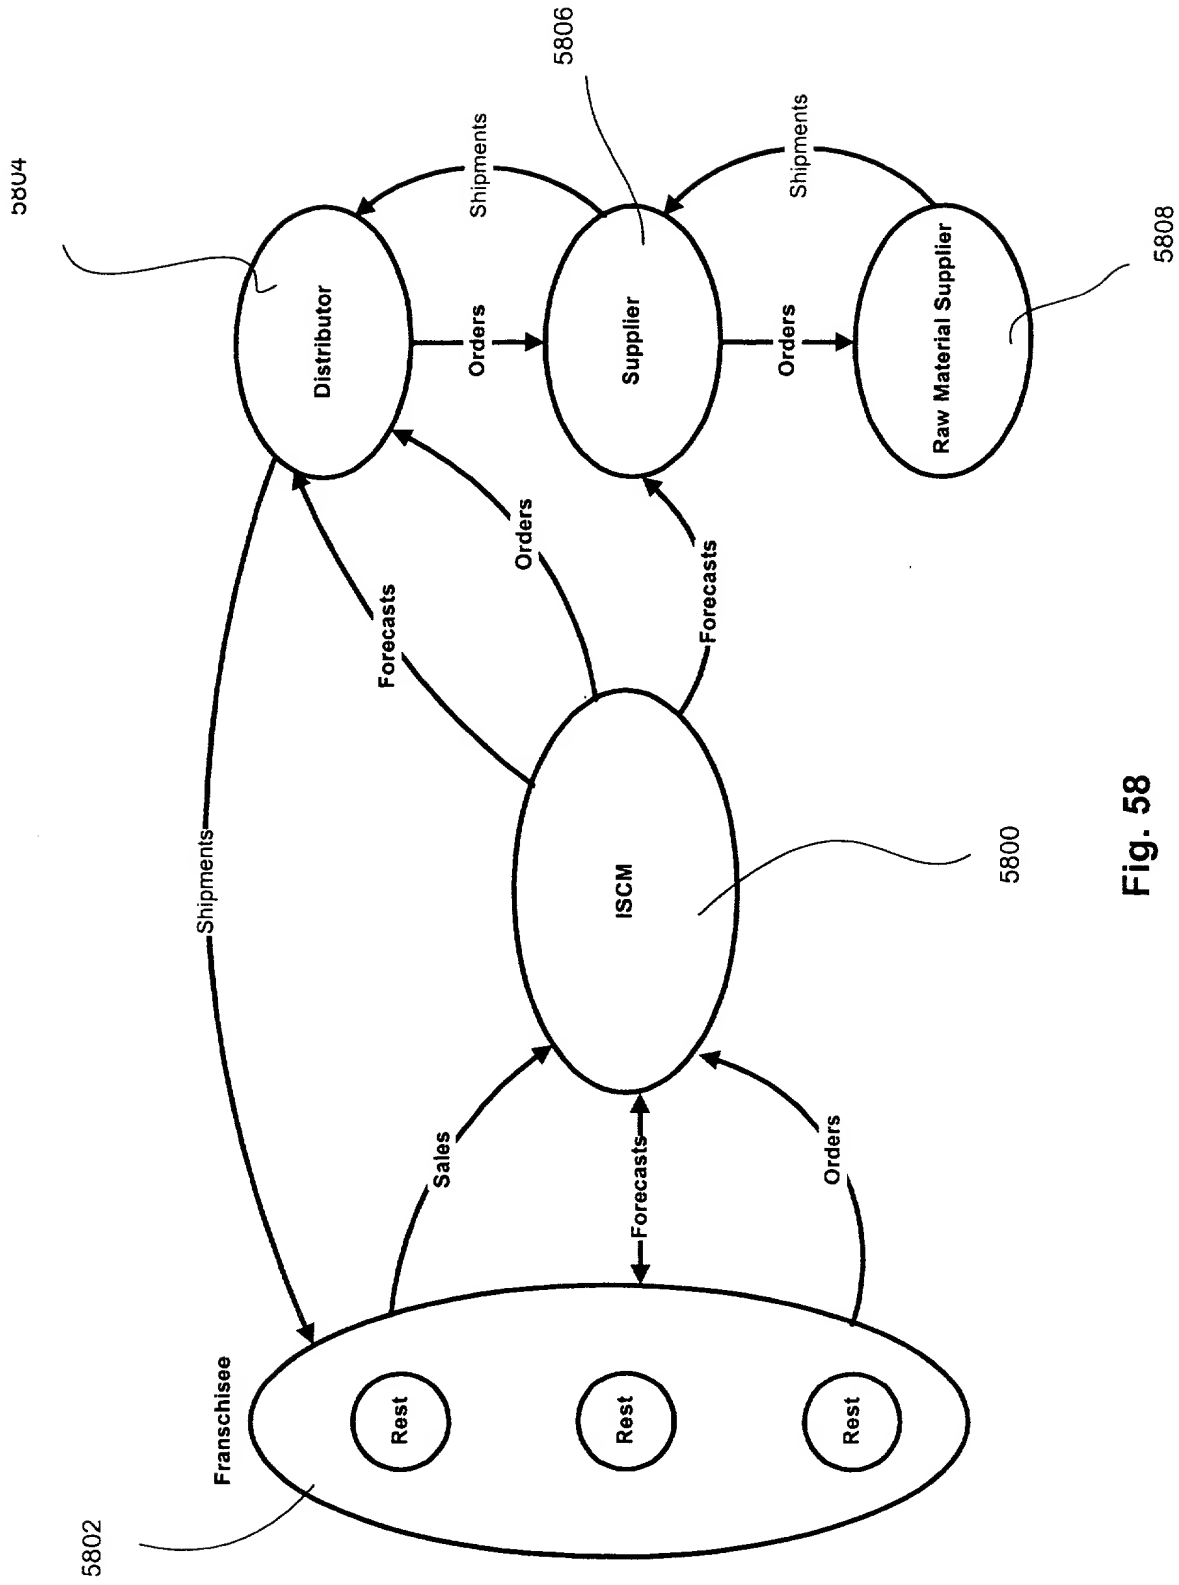 5804
5802
Shipments
Franschisee
Distributor
Forecasts
Rest
Sales
Orders
Shipments
Orders
5806
Rest
ISCM
Supplier
Forecasts
Forecasts
Orders
Shipments
Orders
Rest
Raw Material Supplier
5800
Fig. 58
5808